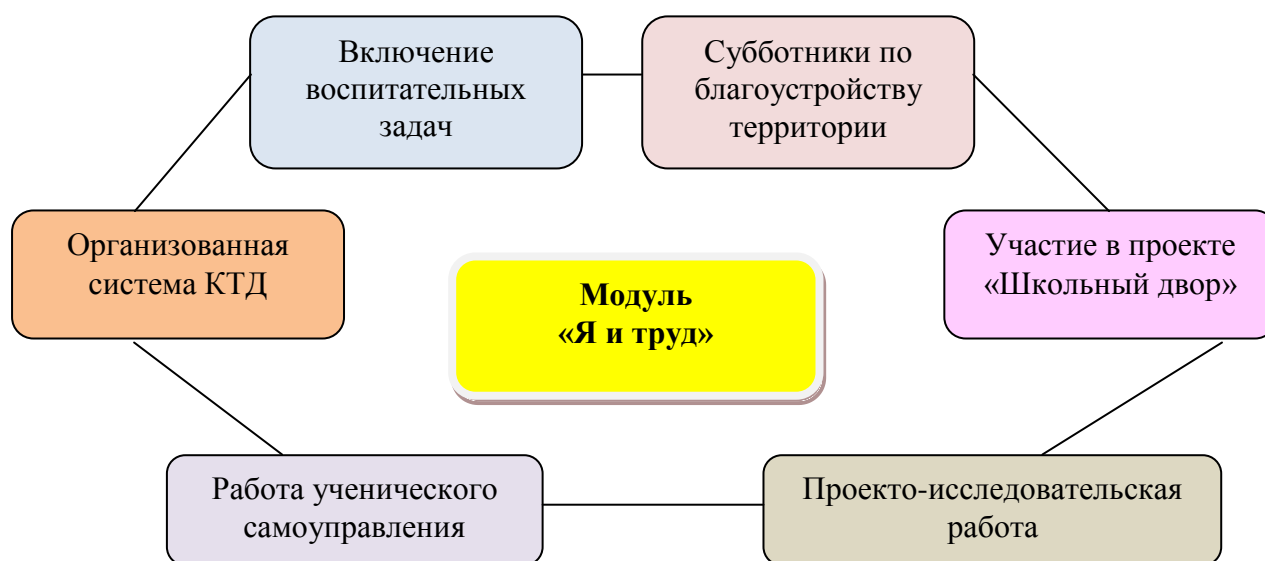 Включение
воспитательных
задач
Субботники по
благоустройству
территории
Организованная
система КТД
Модуль
«Я и труд»
Участие в проекте
«Школьный двор»
Работа ученического
самоуправления
Проекто-исследовательская
работа